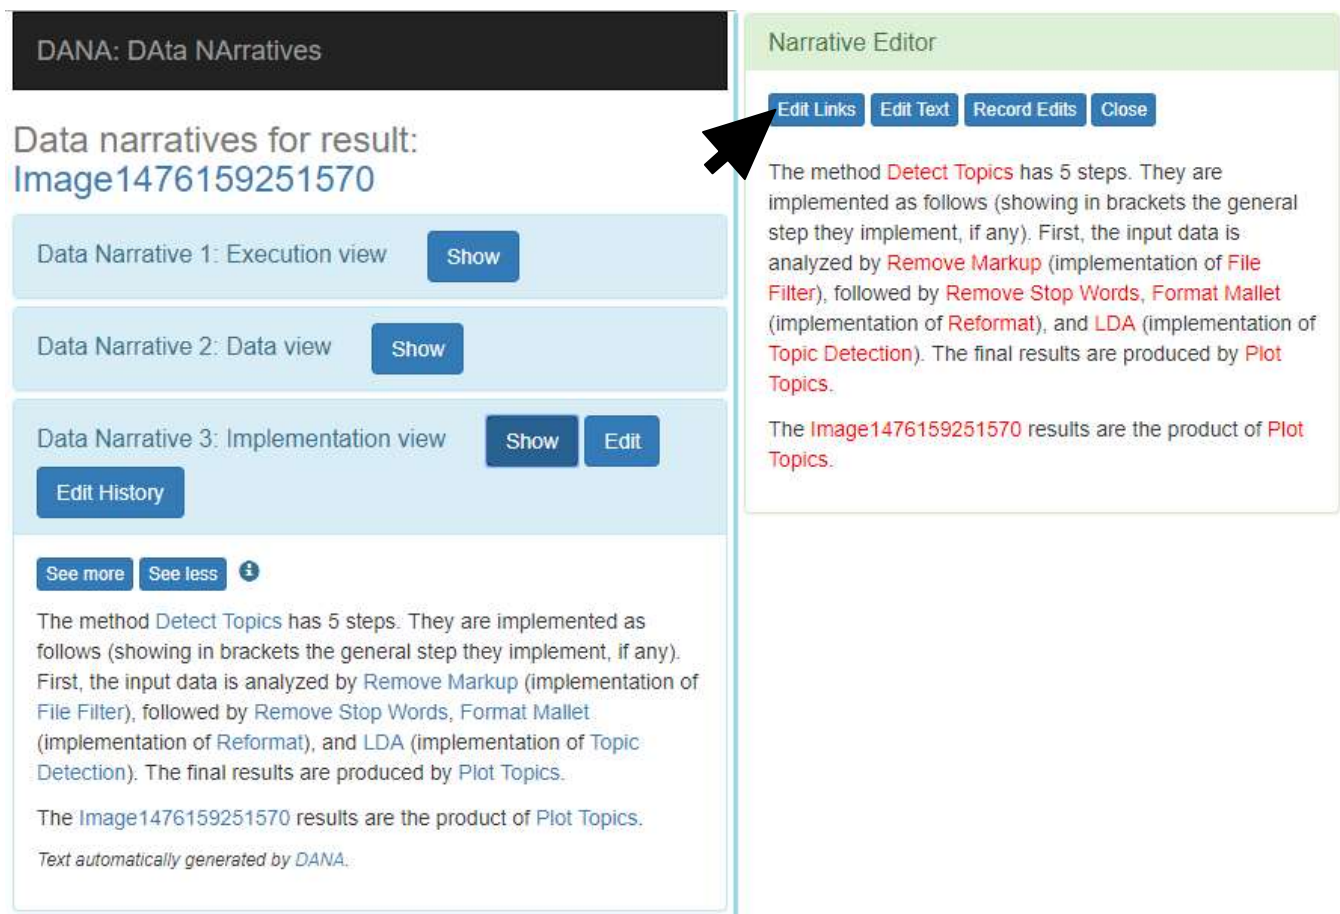 DANA: DAta NArratives
Data narratives for result:
Image1476159251570
Data Narrative 1: Execution view
Show
Data Narrative 2: Data view
Show
Data Narrative 3: Implementation view
Show
Edit
Edit History
See more
See less
The method Detect Topics has 5 steps. They are implemented as
follows (showing in brackets the general step they implement, if any).
First, the input data is analyzed by Remove Markup (implementation of
File Filter), followed by Remove Stop Words, Format Mallet
(implementation of Reformat), and LDA (implementation of Topic
Detection). The final results are produced by Plot Topics.
The Image1476159251570 results are the product of Plot Topics.
Text automatically generated by DANA.
Narrative Editor
Edit Links
Edit Text
Record Edits
Close
The method Detect Topics has 5 steps. They are
implemented as follows (showing in brackets the general
step they implement, if any). First, the input data is
analyzed by Remove Markup (implementation of File
Filter), followed by Remove Stop Words, Format Mallet
(implementation of Reformat), and LDA (implementation of
Topic Detection). The final results are produced by Plot
Topics.
The Image1476159251570 results are the product of Plot
Topics.